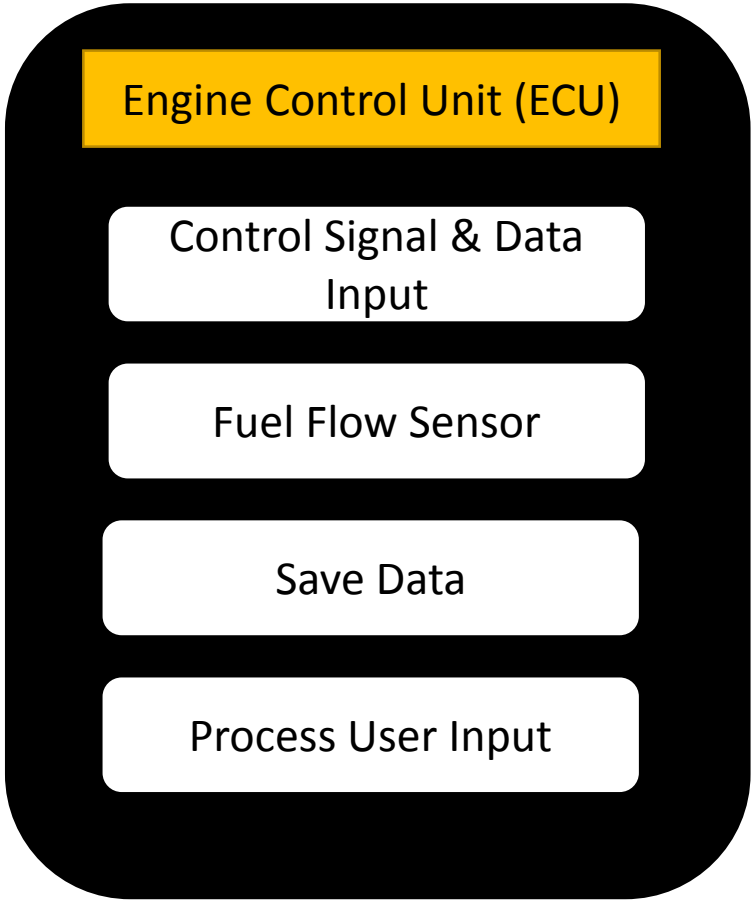 Engine Control Unit (ECU)
Control Signal & Data
Input
Fuel Flow Sensor
Save Data
Process User Input